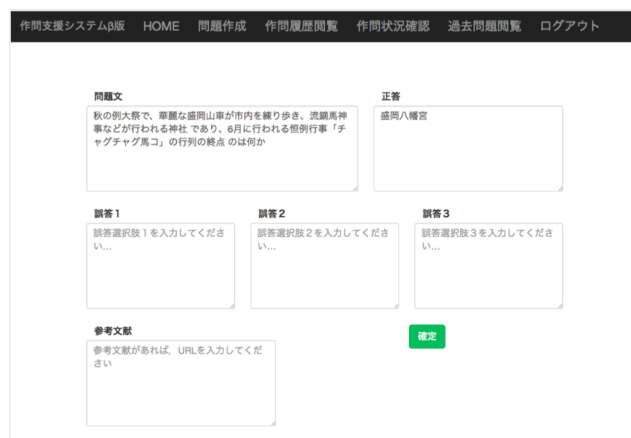 作問支援システムβ版 HOME 問題作成 作問履歴閲覧 作問状況確認 過去問題閲覧 ログアウト
問題文
秋の例大祭で、華麗な盛岡山車が市内を練り歩き、流鏑馬神
事などが行われる神社 であり、6月に行われる恒例行事「チ
ャグチャグ馬コ」の行列の終点 のは何か
正答
盛岡八幡宮
誤答１
誤答選択肢１を入力してくださ
い...
誤答２
誤答選択肢２を入力してくださ
い...
誤答３
誤答選択肢３を入力してくださ
い...
参考文献
参考文献があれば、URLを入力してくだ
さい
確定